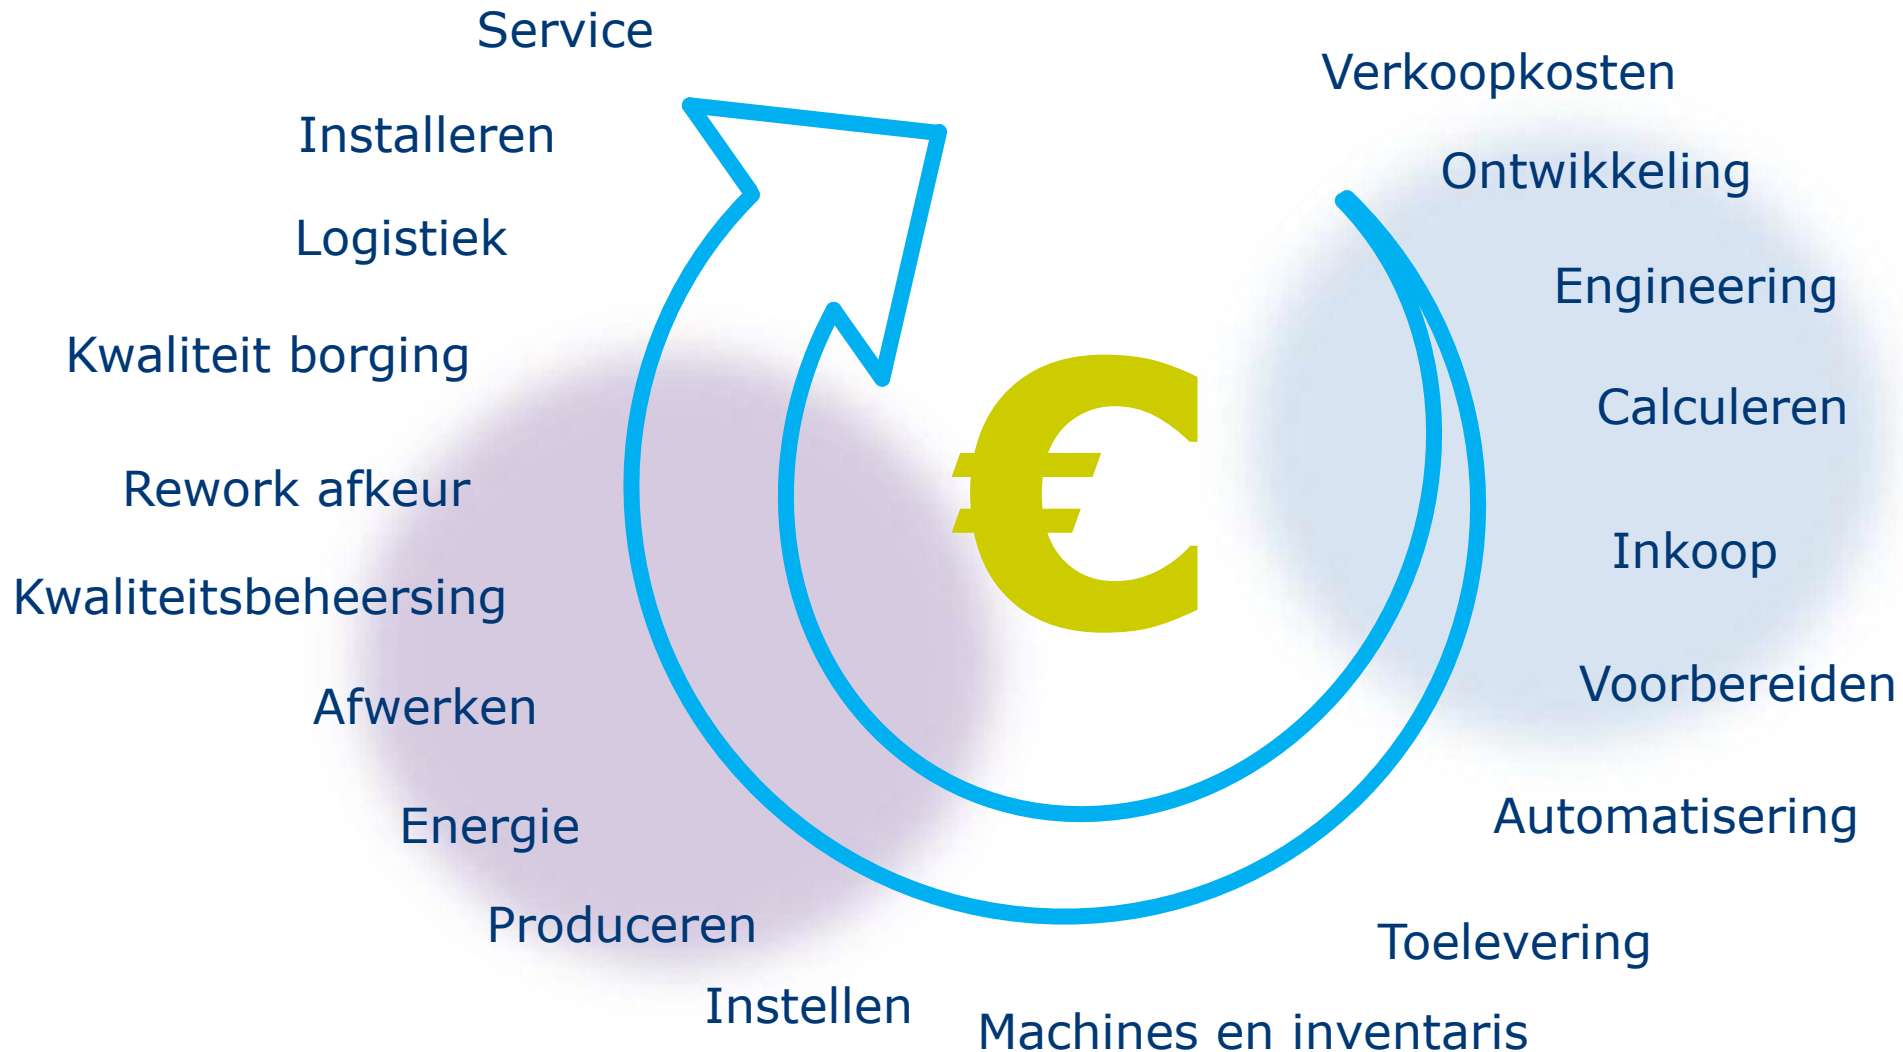 Service
Verkoopkosten
Installeren
Ontwikkeling
Logistiek
Engineering
Kwaliteit borging
Calculeren
€
Rework afkeur
Inkoop
Kwaliteitsbeheersing
Voorbereiden
Afwerken
Automatisering
Energie
Produceren
Toelevering
Instellen
Machines en inventaris